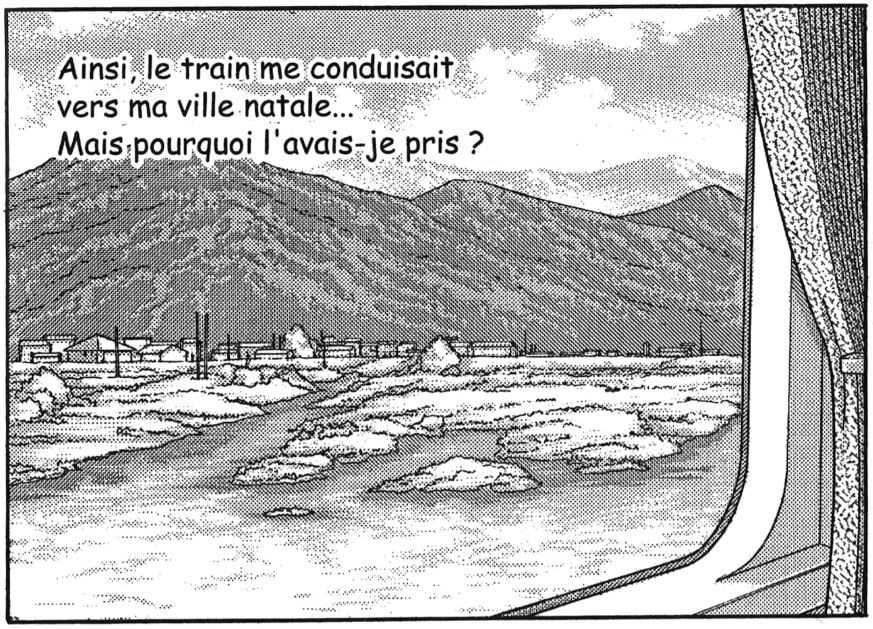 Ainsi, le train me conduisait
vers ma ville natale...
Mais pourquoi l'avais-je pris ?